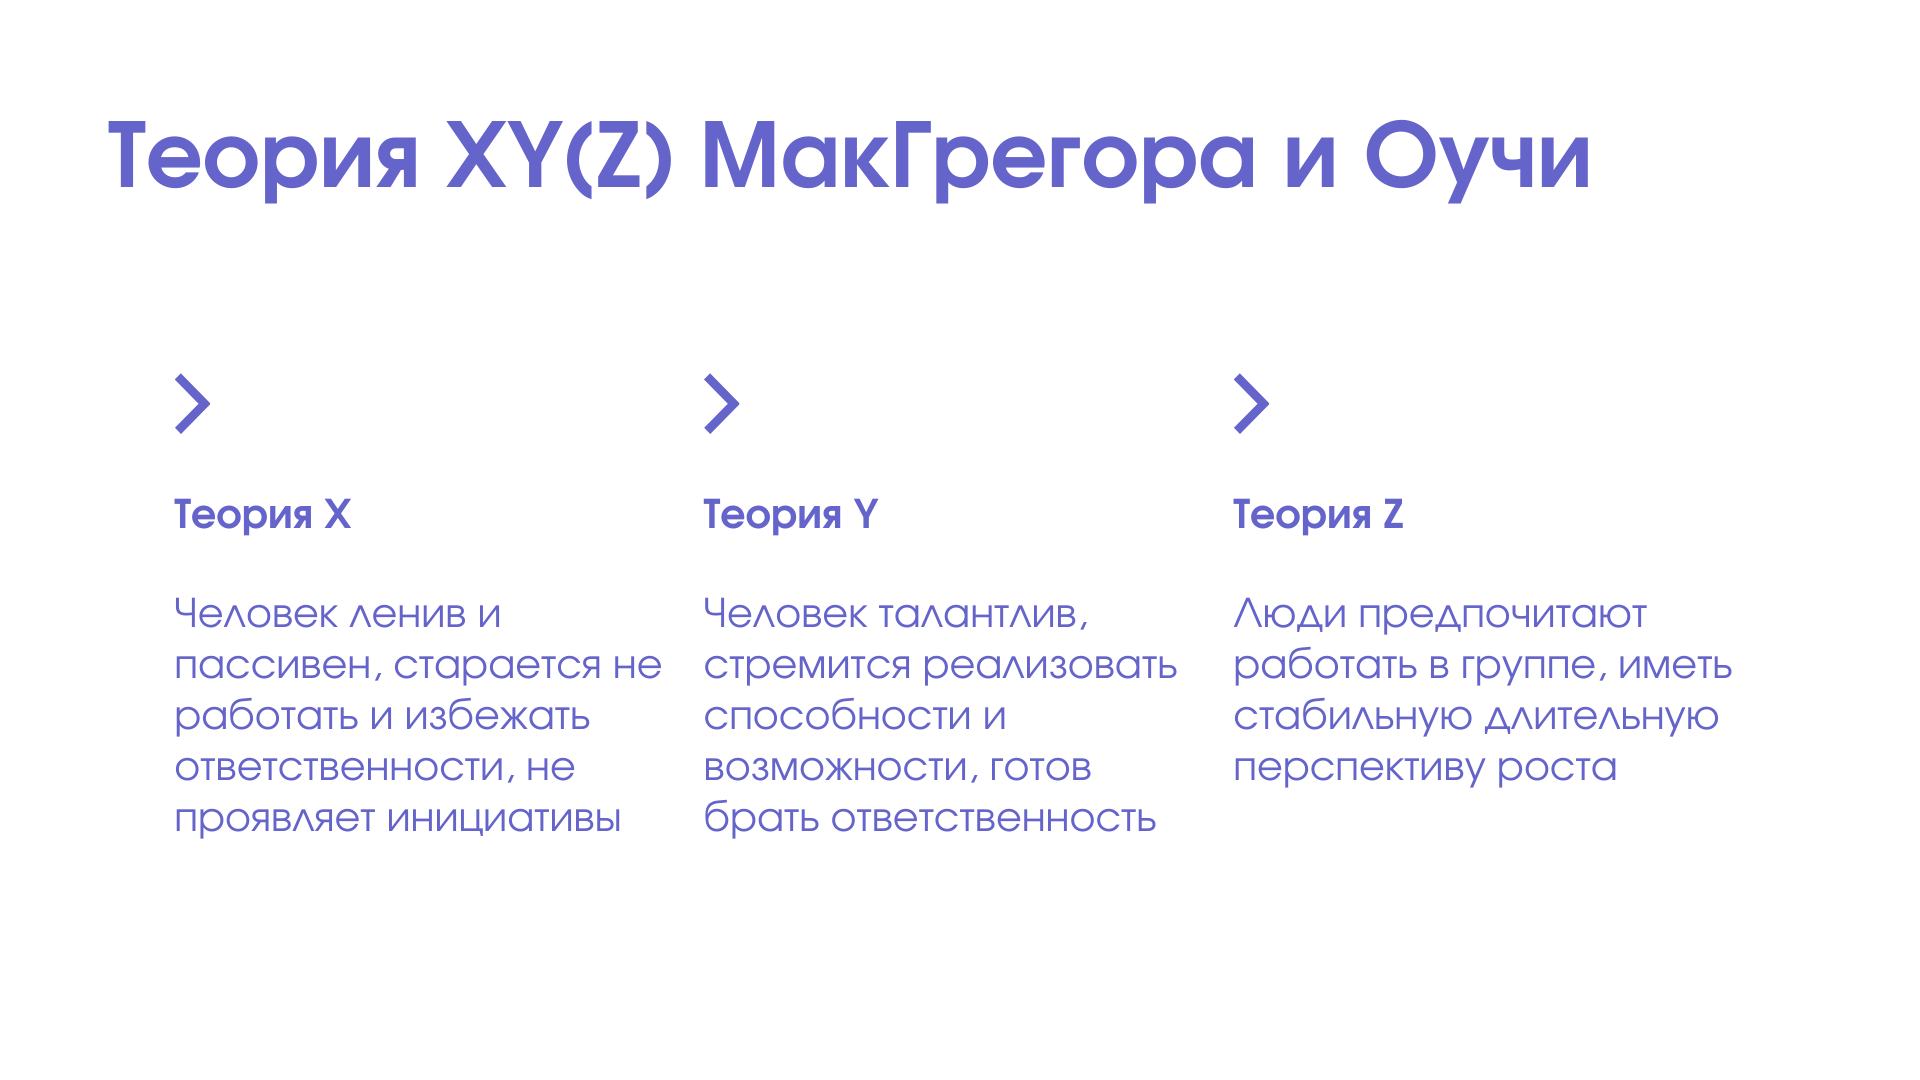 Теория XY(Z) МакГрегора и Оучи
Теория X
Человек ленив и
пассивен, старается не
работать и избежать
ответственности, не
проявляет инициативы
Теория Y
Человек талантлив,
стремится реализовать
способности и
возможности, готов
брать ответственность
Теория Z
Люди предпочитают
работать в группе, иметь
стабильную длительную
перспективу роста